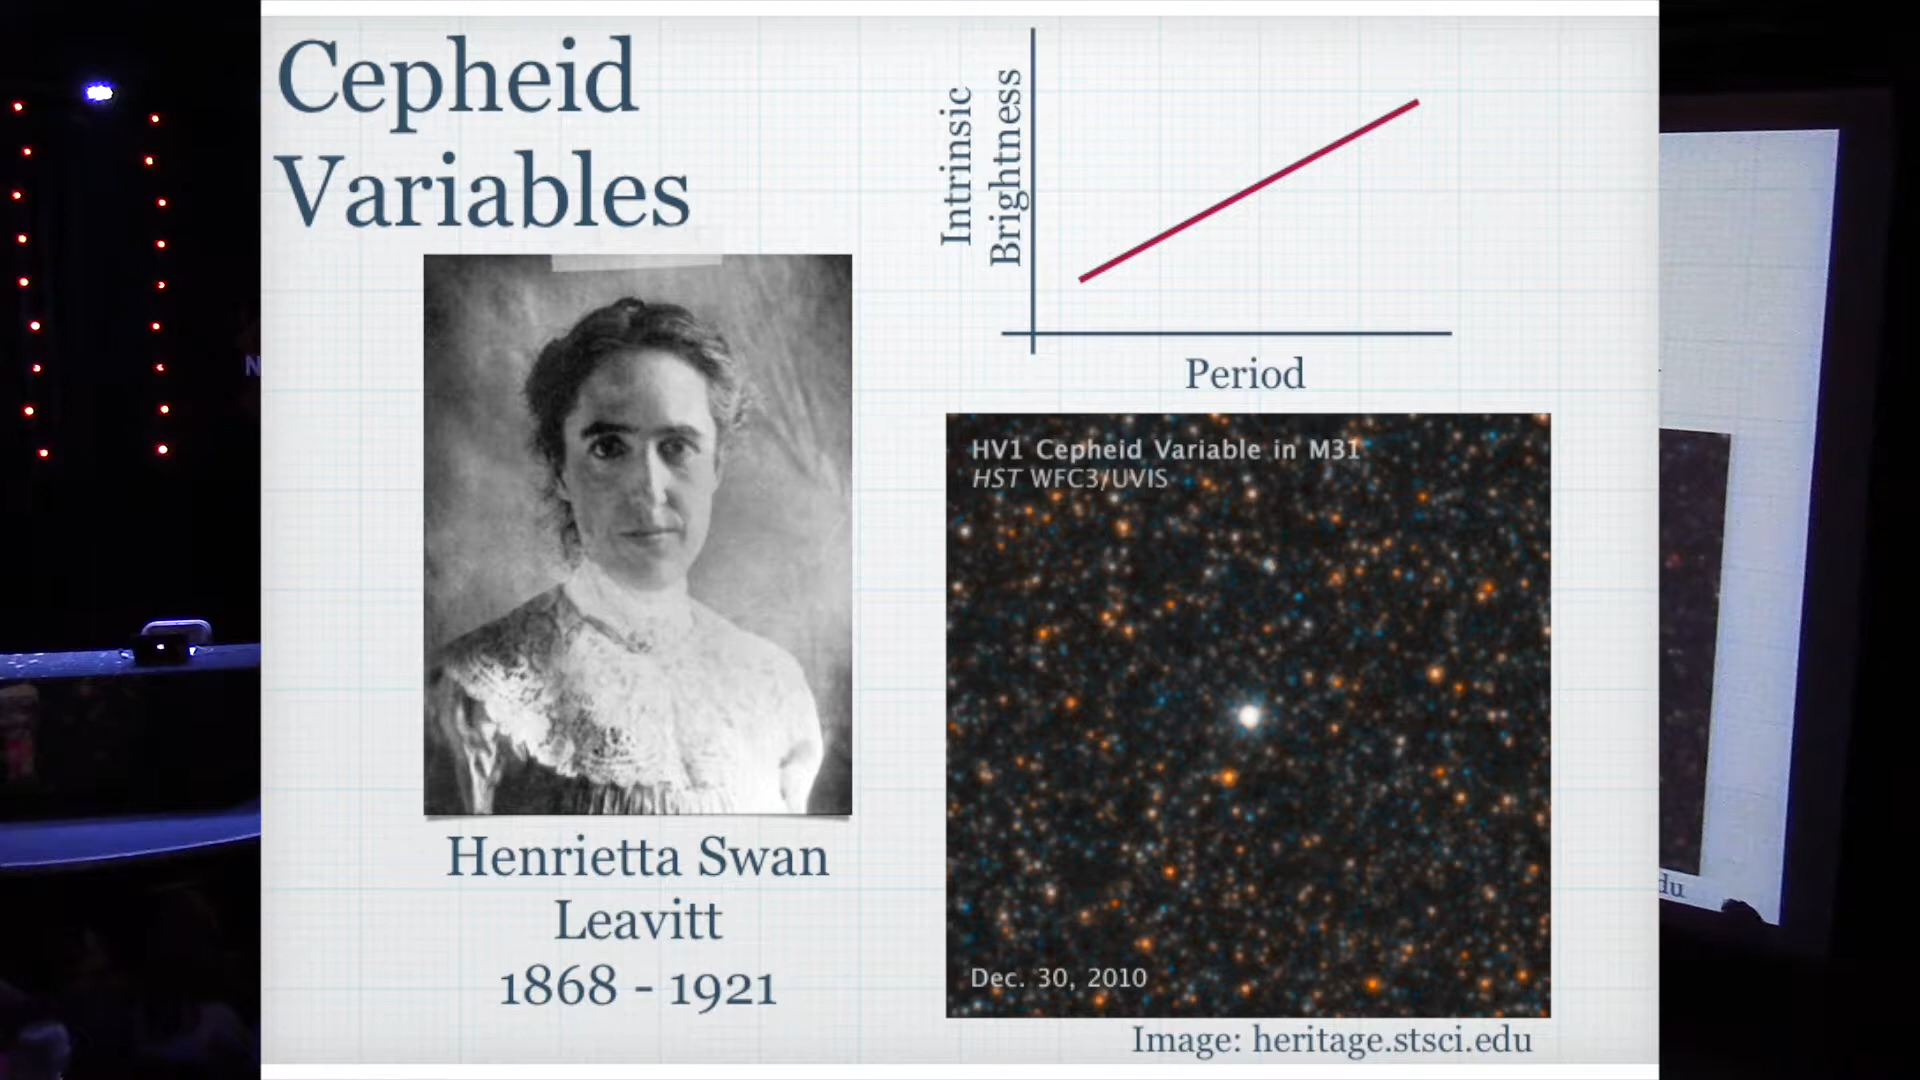 Cepheid
Variables
Intrinsic
Brightness
Period
HV1 Cepheid Variable in M31
HST WFC3/UVIS
Dec. 30, 2010
Image: heritage.stsci.edu
Henrietta Swan
Leavitt
1868 - 1921
N
du